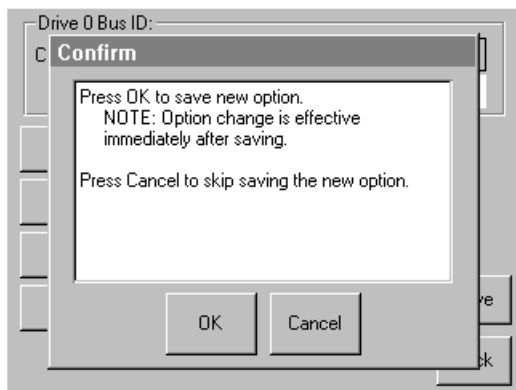 Drive 0 Bus ID:
Confirm
Press OK to save new option.
NOTE: Option change is effective
immediately after saving.
Press Cancel to skip saving the new option.
OK
Cancel